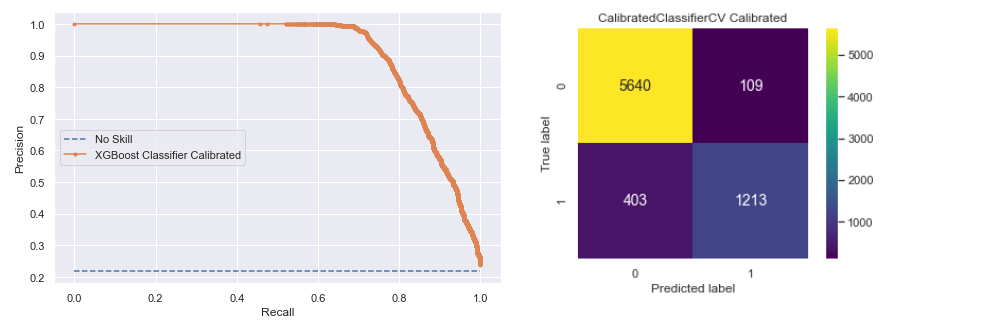 1.0
0.9
0.8
0.7
0.6
0.5
0.4
0.3
0.2
Precision
No Skill
XGBoost Classifier Calibrated
0.0 0.2 0.4 0.6 0.8 1.0
Recall
CalibratedClassifierCV Calibrated
True label
0
1
5640 109
403 1213
0 1
Predicted label
5000
4000
3000
2000
1000